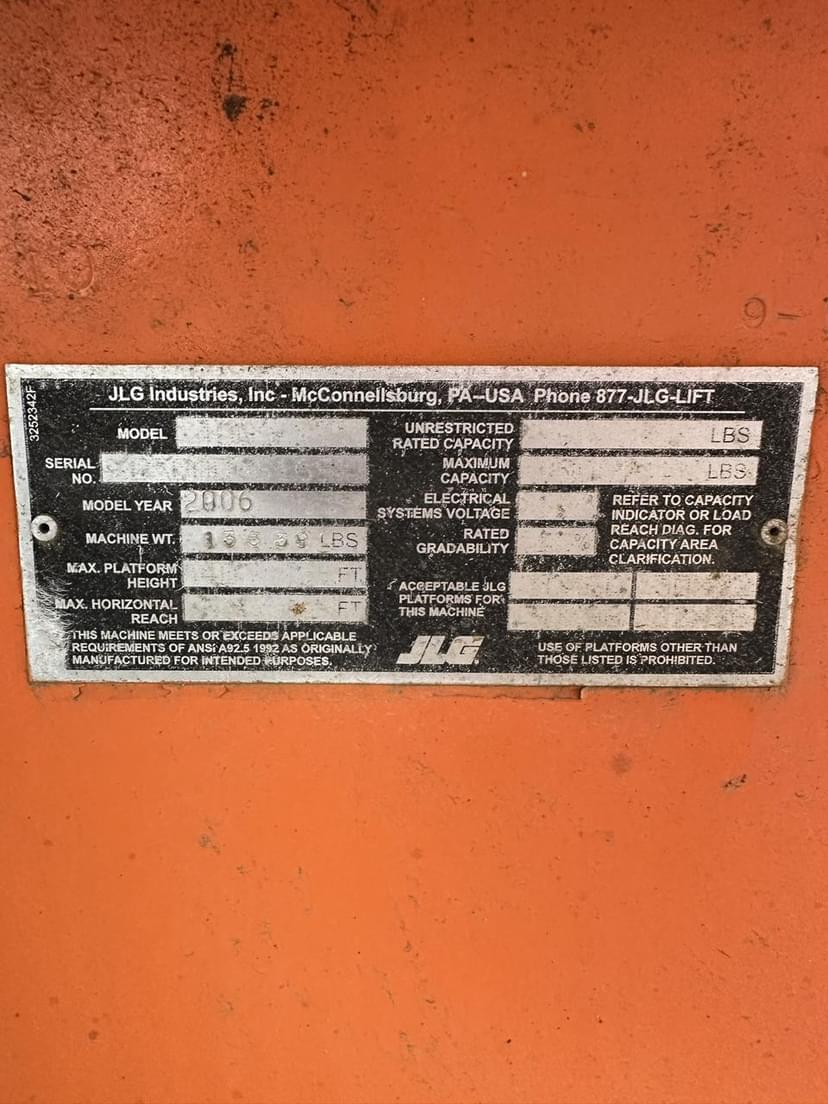 9-
JLG Industries, Inc - McConnellsburg, PA–USA Phone 877-JLG-LIFT
3252342F
MODEL
SERIAL
NO.
MODEL YEAR 2006
MACHINE WT. LBS
MAX. PLATFORM
HEIGHT FT
MAX. HORIZONTAL
REACH FT
THIS MACHINE MEETS OR EXCEEDS APPLICABLE
REQUIREMENTS OF ANSI A92.5 1992 AS ORIGINALLY
MANUFACTURED FOR INTENDED PURPOSES.
UNRESTRICTED
RATED CAPACITY LBS
MAXIMUM
CAPACITY LBS
ELECTRICAL
SYSTEMS VOLTAGE
RATED
GRADABILITY %
REFER TO CAPACITY
INDICATOR OR LOAD
REACH DIAG. FOR
CAPACITY AREA
CLARIFICATION.
ACCEPTABLE JLG
PLATFORMS FOR
THIS MACHINE
JLG
USE OF PLATFORMS OTHER THAN
THOSE LISTED IS PROHIBITED.